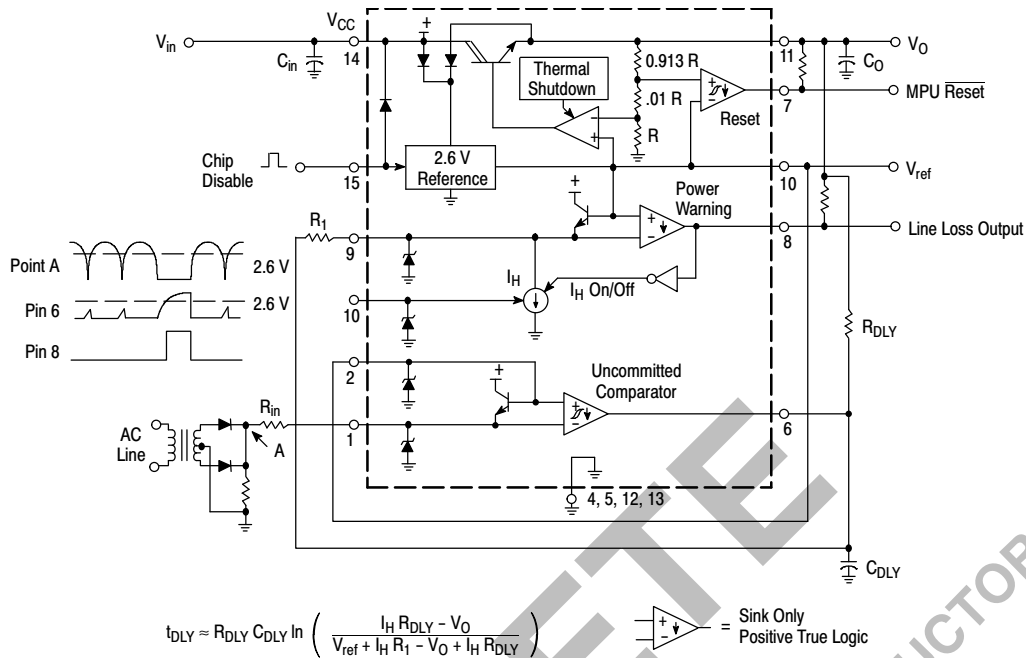 V_in
V_CC
C_in
14
+
0.913 R
.01 R
R
Thermal
Shutdown
−
+
+
−
Reset
11
C_O
V_O
7
MPU R̅e̅s̅e̅t̅
Chip
Disable
15
2.6 V
Reference
10
V_ref
+
Power
Warning
+
−
R_1
9
8
Line Loss Output
Point A
2.6 V
Pin 6
2.6 V
Pin 8
I_H
I_H On/Off
10
R_DLY
2
+
Uncommitted
Comparator
+
−
6
AC
Line
R_in
A
1
4, 5, 12, 13
C_DLY
t_DLY ≈ R_DLY C_DLY ln ( (I_H R_DLY − V_O) / (V_ref + I_H R_1 − V_O + I_H R_DLY) )
= Sink Only
Positive True Logic
ETE
UCTOR